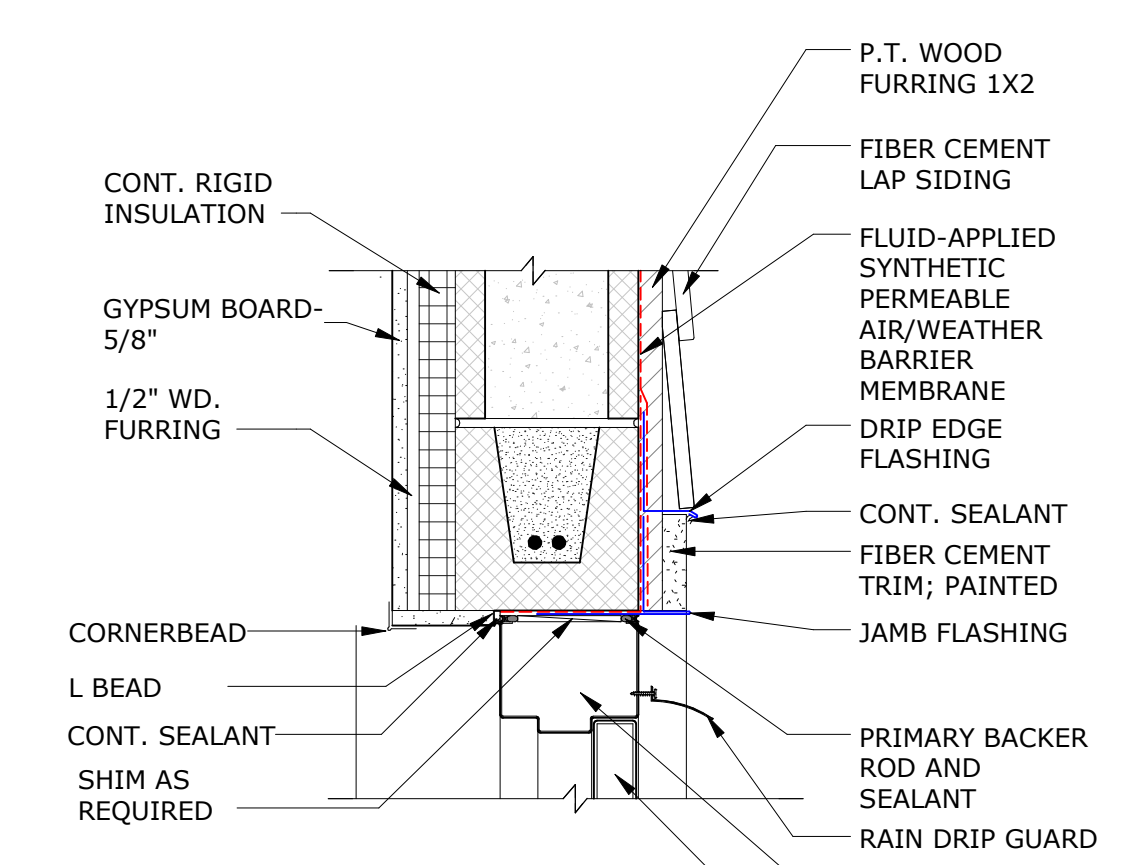 P.T. WOOD
FURRING 1X2
FIBER CEMENT
LAP SIDING
CONT. RIGID
INSULATION
FLUID-APPLIED
SYNTHETIC
PERMEABLE
AIR/WEATHER
BARRIER
MEMBRANE
GYPSUM BOARD-
5/8"
1/2" WD.
FURRING
DRIP EDGE
FLASHING
CONT. SEALANT
FIBER CEMENT
TRIM; PAINTED
CORNERBEAD
JAMB FLASHING
L BEAD
CONT. SEALANT
PRIMARY BACKER
ROD AND
SEALANT
SHIM AS
REQUIRED
RAIN DRIP GUARD